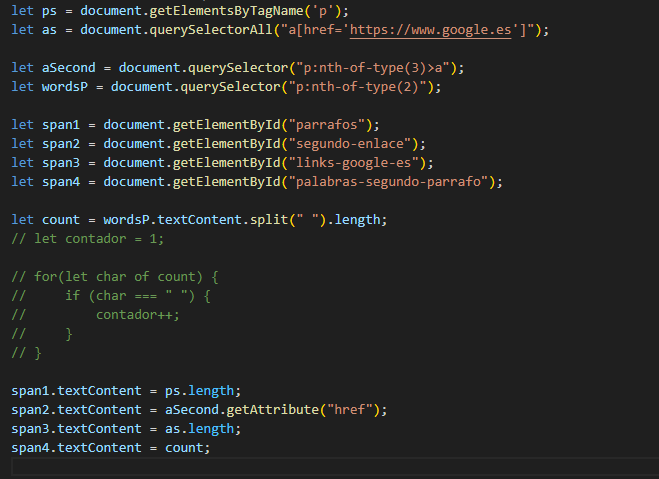 let ps = document.getElementsByTagName('p');
let as = document.querySelectorAll("a[href='https://www.google.es']");
let aSecond = document.querySelector("p:nth-of-type(3)>a");
let wordsP = document.querySelector("p:nth-of-type(2)");
let span1 = document.getElementById("parrafos");
let span2 = document.getElementById("segundo-enlace");
let span3 = document.getElementById("links-google-es");
let span4 = document.getElementById("palabras-segundo-parrafo");
let count = wordsP.textContent.split(" ").length;
// let contador = 1;
// for(let char of count) {
//     if (char === " ") {
//         contador++;
//     }
// }
span1.textContent = ps.length;
span2.textContent = aSecond.getAttribute("href");
span3.textContent = as.length;
span4.textContent = count;